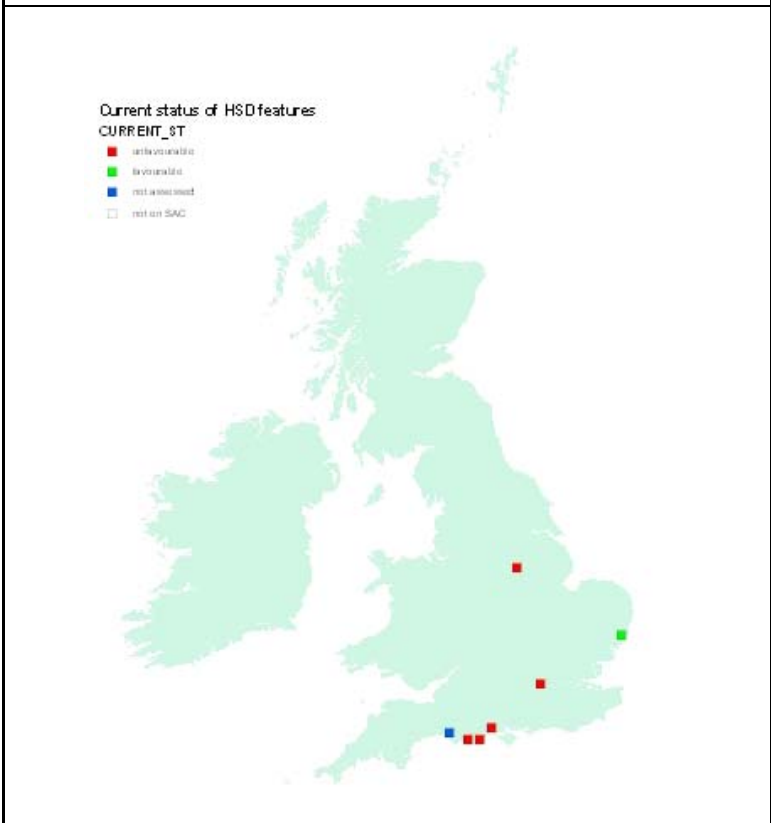 Current status of HSD features
CURRENT_ST
unfavourable
favourable
not assessed
not on SAC